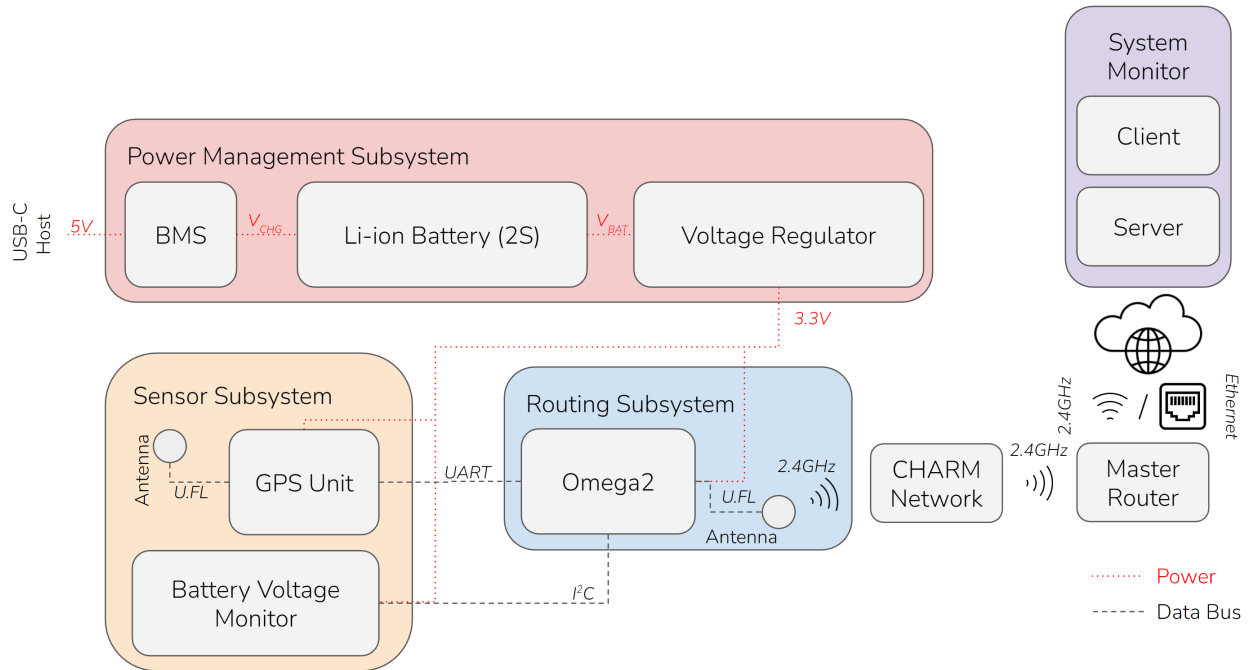 System
Monitor
Client
Server
Power Management Subsystem
USB-C
Host
5V
BMS
V_CHG
Li-ion Battery (2S)
V_BAT
Voltage Regulator
3.3V
Sensor Subsystem
Antenna
U.FL
GPS Unit
UART
Battery Voltage
Monitor
I²C
Routing Subsystem
Omega2
U.FL
Antenna
2.4GHz
CHARM
Network
2.4GHz
2.4GHz
/
Ethernet
Master
Router
Power
Data Bus